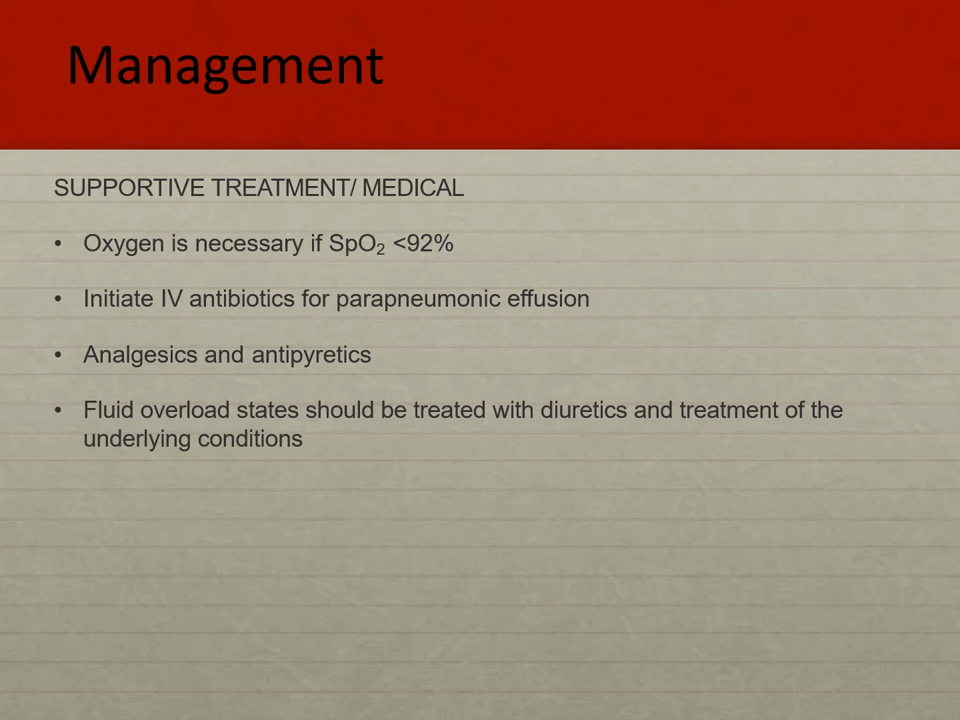 Management
SUPPORTIVE TREATMENT/ MEDICAL
• Oxygen is necessary if SpO₂ <92%
• Initiate IV antibiotics for parapneumonic effusion
• Analgesics and antipyretics
• Fluid overload states should be treated with diuretics and treatment of the
underlying conditions